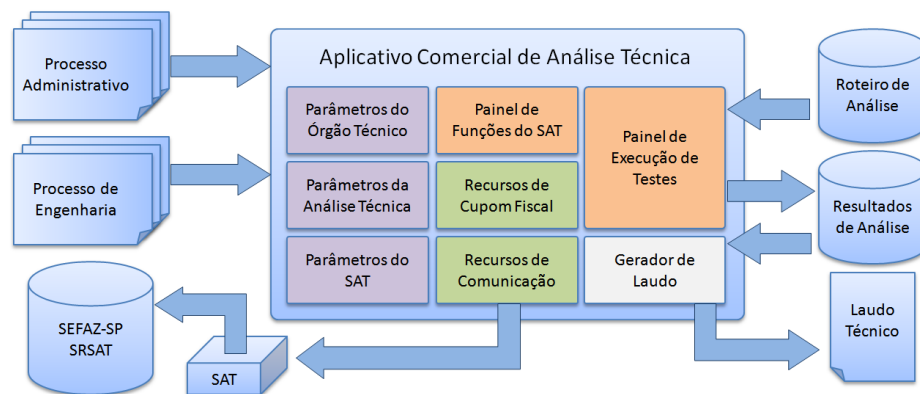 Processo
Administrativo
Processo de
Engenharia
Aplicativo Comercial de Análise Técnica
Parâmetros do
Órgão Técnico
Painel de
Funções do SAT
Painel de
Execução de
Testes
Parâmetros da
Análise Técnica
Recursos de
Cupom Fiscal
Parâmetros do
SAT
Recursos de
Comunicação
Gerador de
Laudo
Roteiro de
Análise
Resultados
de Análise
Laudo
Técnico
SEFAZ-SP
SRSAT
SAT